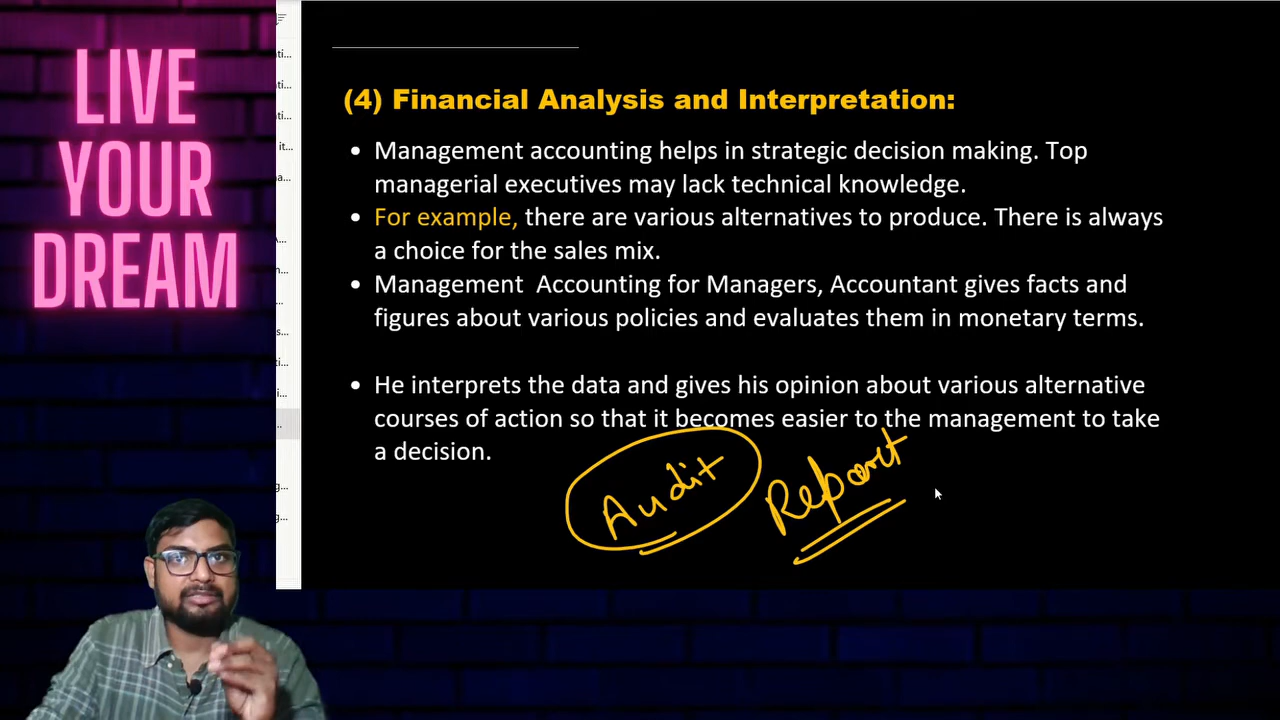 LIVE
YOUR
DREAM
(4) Financial Analysis and Interpretation:
• Management accounting helps in strategic decision making. Top
managerial executives may lack technical knowledge.
• For example, there are various alternatives to produce. There is always
a choice for the sales mix.
• Management  Accounting for Managers, Accountant gives facts and
figures about various policies and evaluates them in monetary terms.
• He interprets the data and gives his opinion about various alternative
courses of action so that it becomes easier to the management to take
a decision.
Audit Report